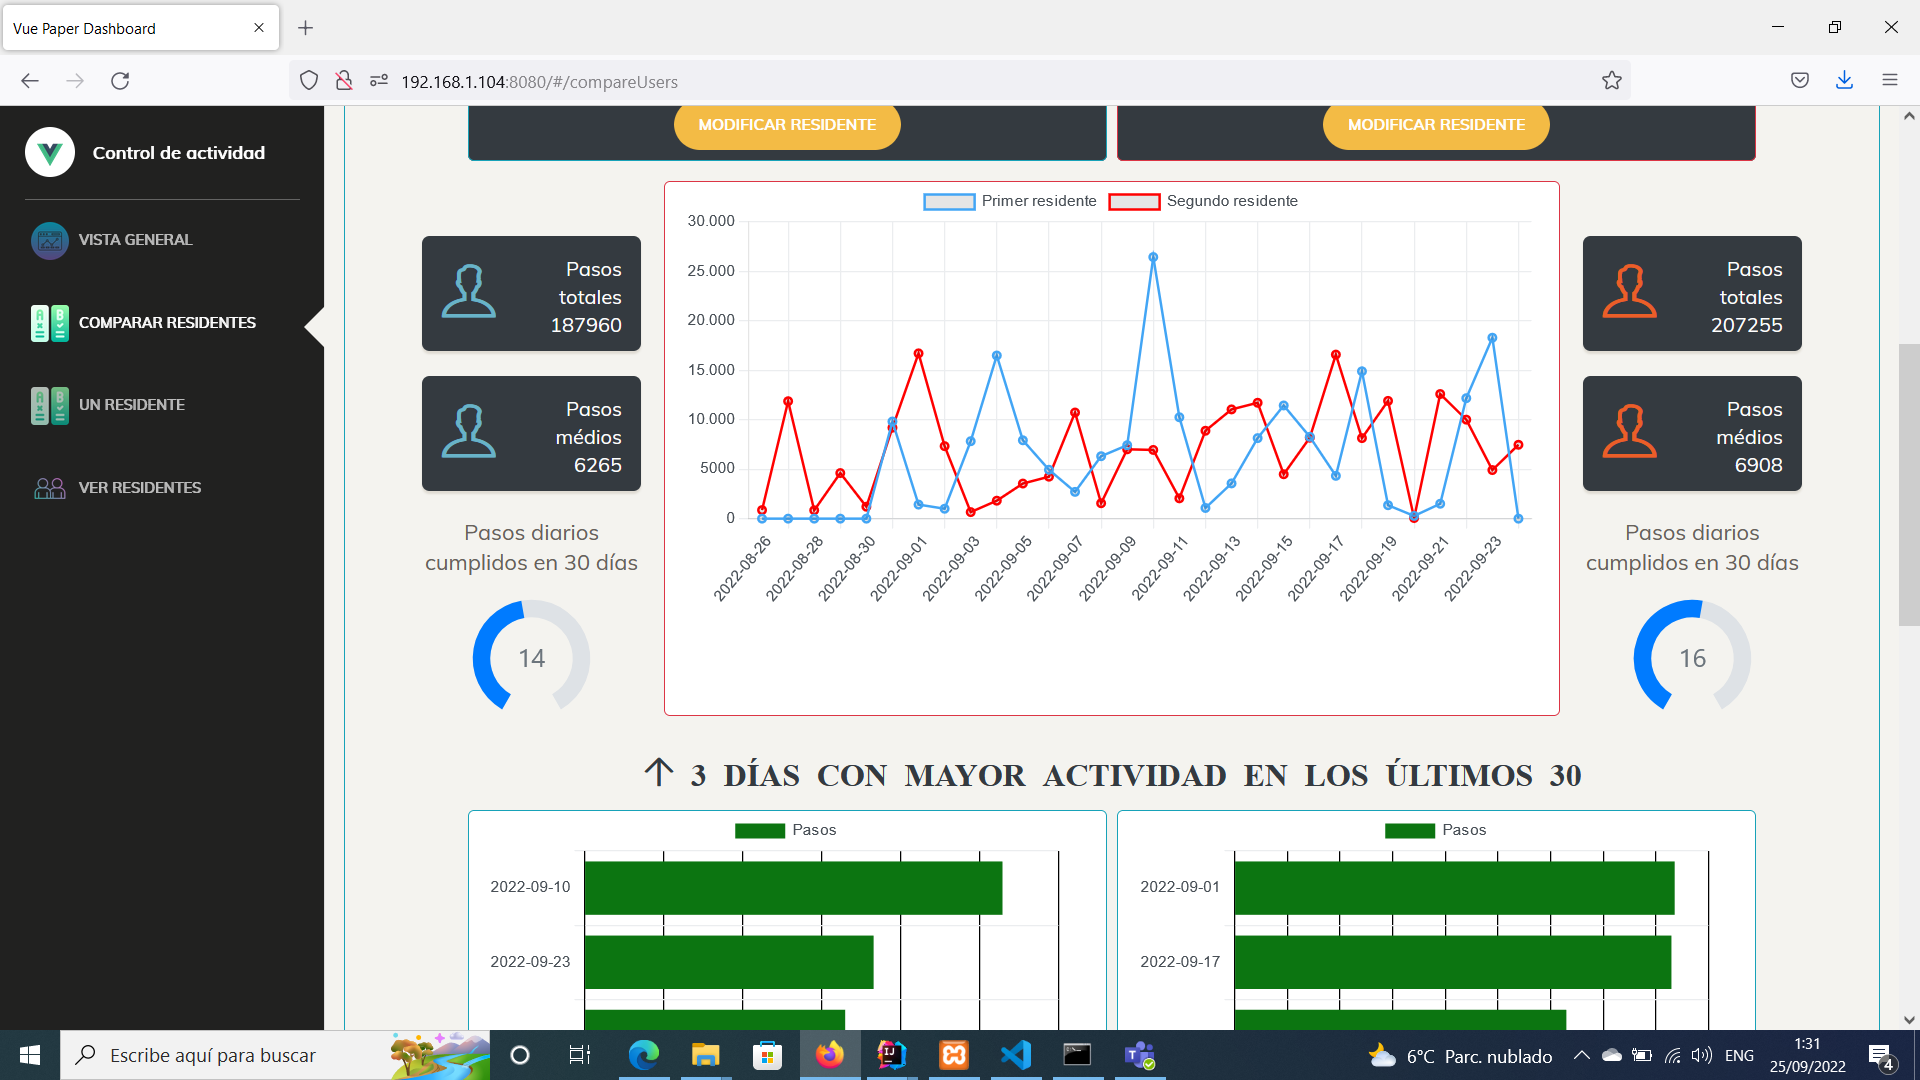 Vue Paper Dashboard
192.168.1.104:8080/#/compareUsers
Control de actividad
VISTA GENERAL
COMPARAR RESIDENTES
UN RESIDENTE
VER RESIDENTES
MODIFICAR RESIDENTE
MODIFICAR RESIDENTE
Pasos
totales
187960
Pasos
médios
6265
Pasos diarios
cumplidos en 30 días
14
Primer residente
Segundo residente
30.000
25.000
20.000
15.000
10.000
5000
0
2022-08-26
2022-08-28
2022-08-30
2022-09-01
2022-09-03
2022-09-05
2022-09-07
2022-09-09
2022-09-11
2022-09-13
2022-09-15
2022-09-17
2022-09-19
2022-09-21
2022-09-23
Pasos
totales
207255
Pasos
médios
6908
Pasos diarios
cumplidos en 30 días
16
↑ 3 DÍAS CON MAYOR ACTIVIDAD EN LOS ÚLTIMOS 30
Pasos
2022-09-10
2022-09-23
Pasos
2022-09-01
2022-09-17
Escribe aquí para buscar
6°C Parc. nublado
ENG
1:31
25/09/2022
4